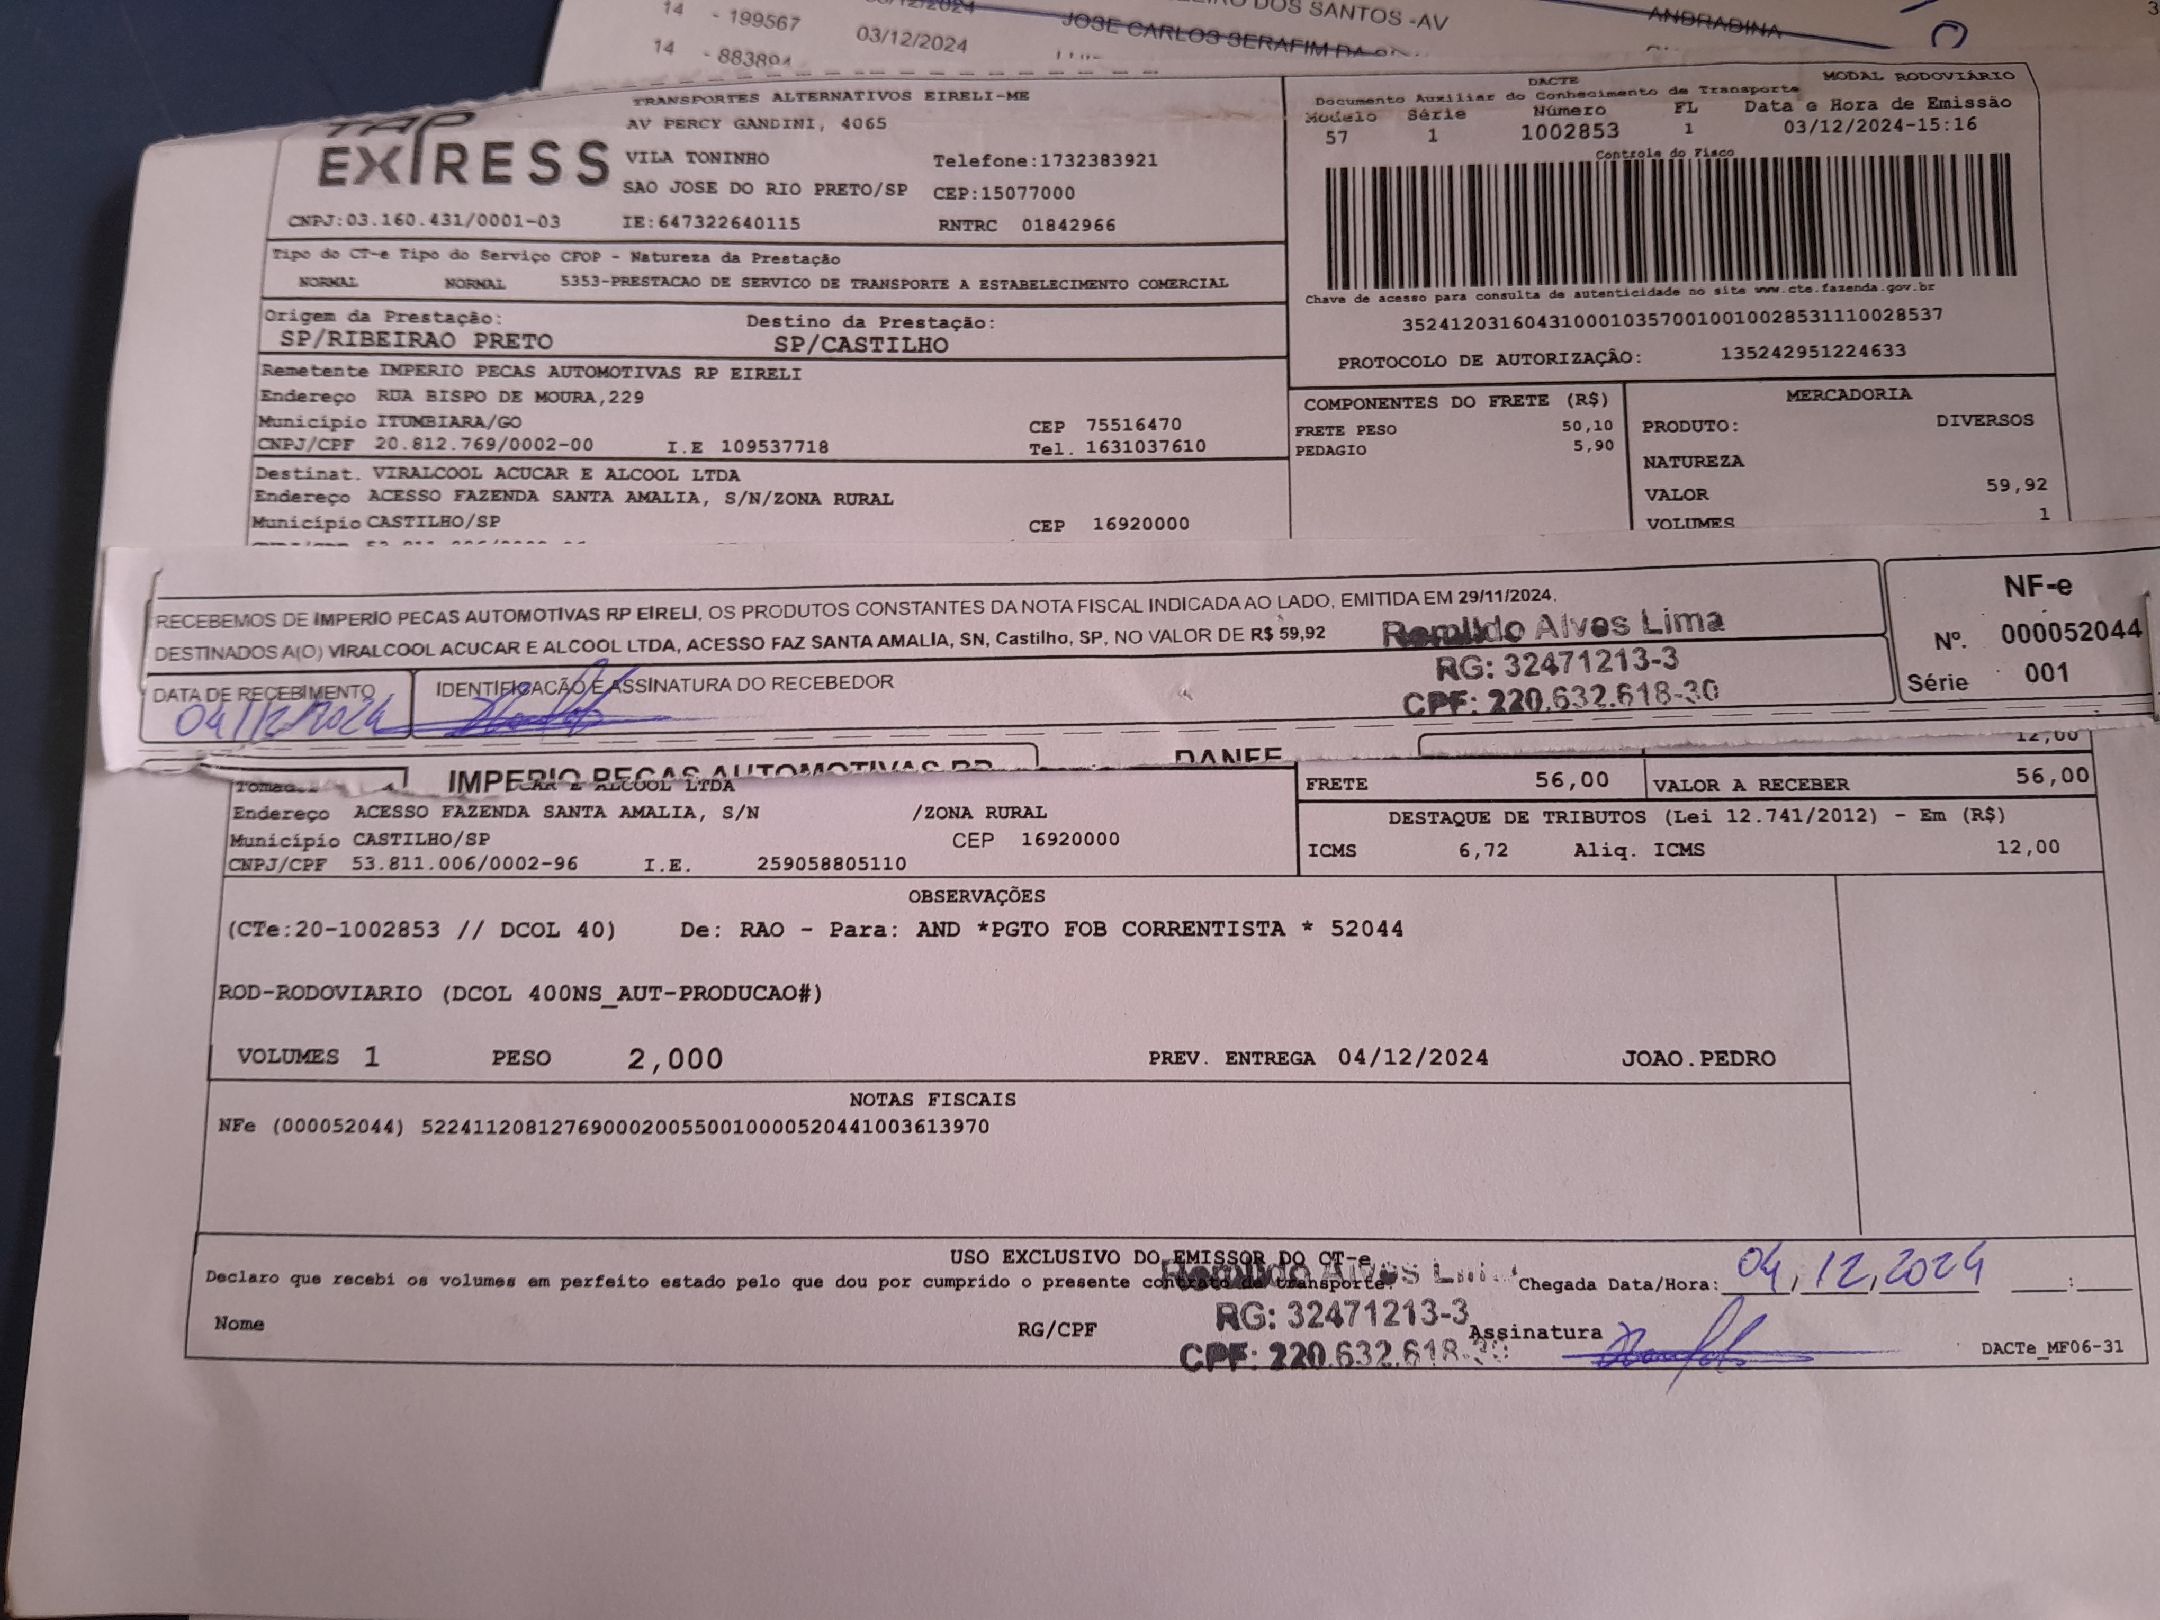 14 - 199567
03/12/2024
DOS SANTOS -AV
ANDRADINA
14 - 883894
03/12/2024
JOSE CARLOS SERAFIM DA
TAP EXPRESS
TRANSPORTES ALTERNATIVOS EIRELI-ME
AV PERCY GANDINI, 4065
VILA TONINHO Telefone:1732383921
SAO JOSE DO RIO PRETO/SP CEP:15077000
CNPJ:03.160.431/0001-03 IE:647322640115 RNTRC 01842966
DACTE MODAL RODOVIÁRIO
Documento Auxiliar do Conhecimento de Transporte
Modelo Série Número FL Data e Hora de Emissão
57 1 1002853 1 03/12/2024-15:16
Controle do Fisco
Chave de acesso para consulta de autenticidade no site www.cte.fazenda.gov.br
35241203160431000103570010010028531110028537
PROTOCOLO DE AUTORIZAÇÃO: 135242951224633
Tipo do CT-e Tipo do Serviço CFOP - Natureza da Prestação
NORMAL NORMAL 5353-PRESTACAO DE SERVICO DE TRANSPORTE A ESTABELECIMENTO COMERCIAL
Origem da Prestação: Destino da Prestação:
SP/RIBEIRAO PRETO SP/CASTILHO
Remetente IMPERIO PECAS AUTOMOTIVAS RP EIRELI
Endereço RUA BISPO DE MOURA,229
Município ITUMBIARA/GO CEP 75516470
CNPJ/CPF 20.812.769/0002-00 I.E 109537718 Tel. 1631037610
Destinat. VIRALCOOL ACUCAR E ALCOOL LTDA
Endereço ACESSO FAZENDA SANTA AMALIA, S/N/ZONA RURAL
Município CASTILHO/SP CEP 16920000
COMPONENTES DO FRETE (R$)
FRETE PESO 50,10
PEDAGIO 5,90
MERCADORIA
PRODUTO: DIVERSOS
NATUREZA
VALOR 59,92
VOLUMES 1
RECEBEMOS DE IMPERIO PECAS AUTOMOTIVAS RP EIRELI, OS PRODUTOS CONSTANTES DA NOTA FISCAL INDICADA AO LADO, EMITIDA EM 29/11/2024.
DESTINADOS A(O) VIRALCOOL ACUCAR E ALCOOL LTDA, ACESSO FAZ SANTA AMALIA, SN, Castilho, SP, NO VALOR DE R$ 59,92
DATA DE RECEBIMENTO
04/12/2024
IDENTIFICAÇÃO E ASSINATURA DO RECEBEDOR
Romildo Alves Lima
RG: 32471213-3
CPF: 220.632.618-30
NF-e
Nº. 000052044
Série 001
IMPERIO PECAS AUTOMOTIVAS RP
DANFE
12,00
CAR E ALCOOL LTDA
Endereço ACESSO FAZENDA SANTA AMALIA, S/N /ZONA RURAL
Município CASTILHO/SP CEP 16920000
CNPJ/CPF 53.811.006/0002-96 I.E. 259058805110
FRETE 56,00 VALOR A RECEBER 56,00
DESTAQUE DE TRIBUTOS (Lei 12.741/2012) - Em (R$)
ICMS 6,72 Aliq. ICMS 12,00
OBSERVAÇÕES
(CTe:20-1002853 // DCOL 40) De: RAO - Para: AND *PGTO FOB CORRENTISTA * 52044
ROD-RODOVIARIO (DCOL 400NS_AUT-PRODUCAO#)
VOLUMES 1 PESO 2,000 PREV. ENTREGA 04/12/2024 JOAO.PEDRO
NOTAS FISCAIS
NFe (000052044) 52241120812769000200550010000520441003613970
USO EXCLUSIVO DO EMISSOR DO CT-e
Declaro que recebi os volumes em perfeito estado pelo que dou por cumprido o presente contrato de transporte.
Chegada Data/Hora: 04/12/2024 :
Nome RG/CPF Assinatura
Romildo Alves Lima
RG: 32471213-3
CPF: 220.632.618-30
DACTe_MF06-31